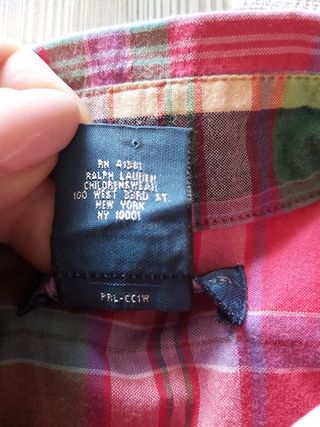 RN 41381
RALPH LAUREN
CHILDRENSWEAR
100 WEST 33RD ST.
NEW YORK
NY 10001
PRL-CC1W